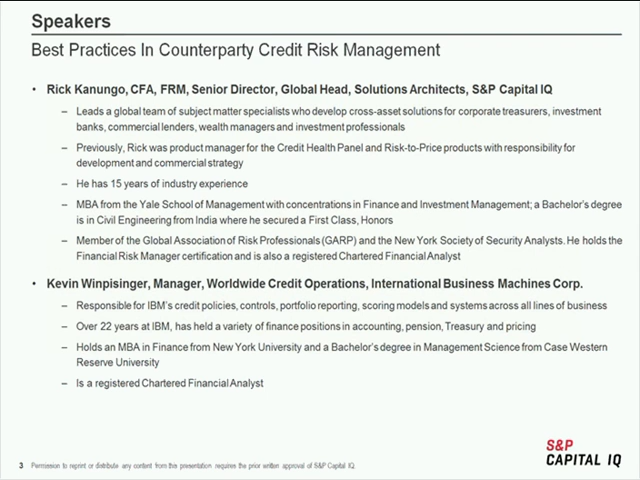 Speakers
Best Practices In Counterparty Credit Risk Management
• Rick Kanungo, CFA, FRM, Senior Director, Global Head, Solutions Architects, S&P Capital IQ
– Leads a global team of subject matter specialists who develop cross-asset solutions for corporate treasurers, investment
banks, commercial lenders, wealth managers and investment professionals
– Previously, Rick was product manager for the Credit Health Panel and Risk-to-Price products with responsibility for
development and commercial strategy
– He has 15 years of industry experience
– MBA from the Yale School of Management with concentrations in Finance and Investment Management; a Bachelor's degree
is in Civil Engineering from India where he secured a First Class, Honors
– Member of the Global Association of Risk Professionals (GARP) and the New York Society of Security Analysts. He holds the
Financial Risk Manager certification and is also a registered Chartered Financial Analyst
• Kevin Winpisinger, Manager, Worldwide Credit Operations, International Business Machines Corp.
– Responsible for IBM's credit policies, controls, portfolio reporting, scoring models and systems across all lines of business
– Over 22 years at IBM, has held a variety of finance positions in accounting, pension, Treasury and pricing
– Holds an MBA in Finance from New York University and a Bachelor's degree in Management Science from Case Western
Reserve University
– Is a registered Chartered Financial Analyst
3 Permission to reprint or distribute any content from this presentation requires the prior written approval of S&P Capital IQ.
S&P
CAPITAL IQ